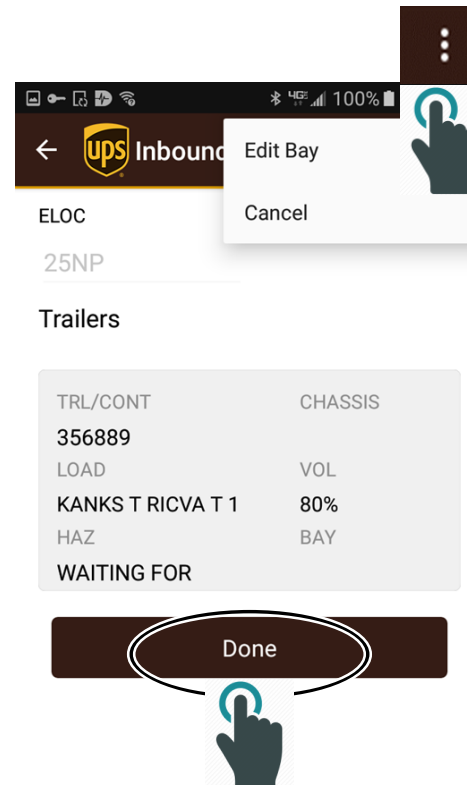 4G 100%
ups Inbound
Edit Bay
Cancel
ELOC
25NP
Trailers
TRL/CONT CHASSIS
356889
LOAD VOL
KANKS T RICVA T 1 80%
HAZ BAY
WAITING FOR
Done